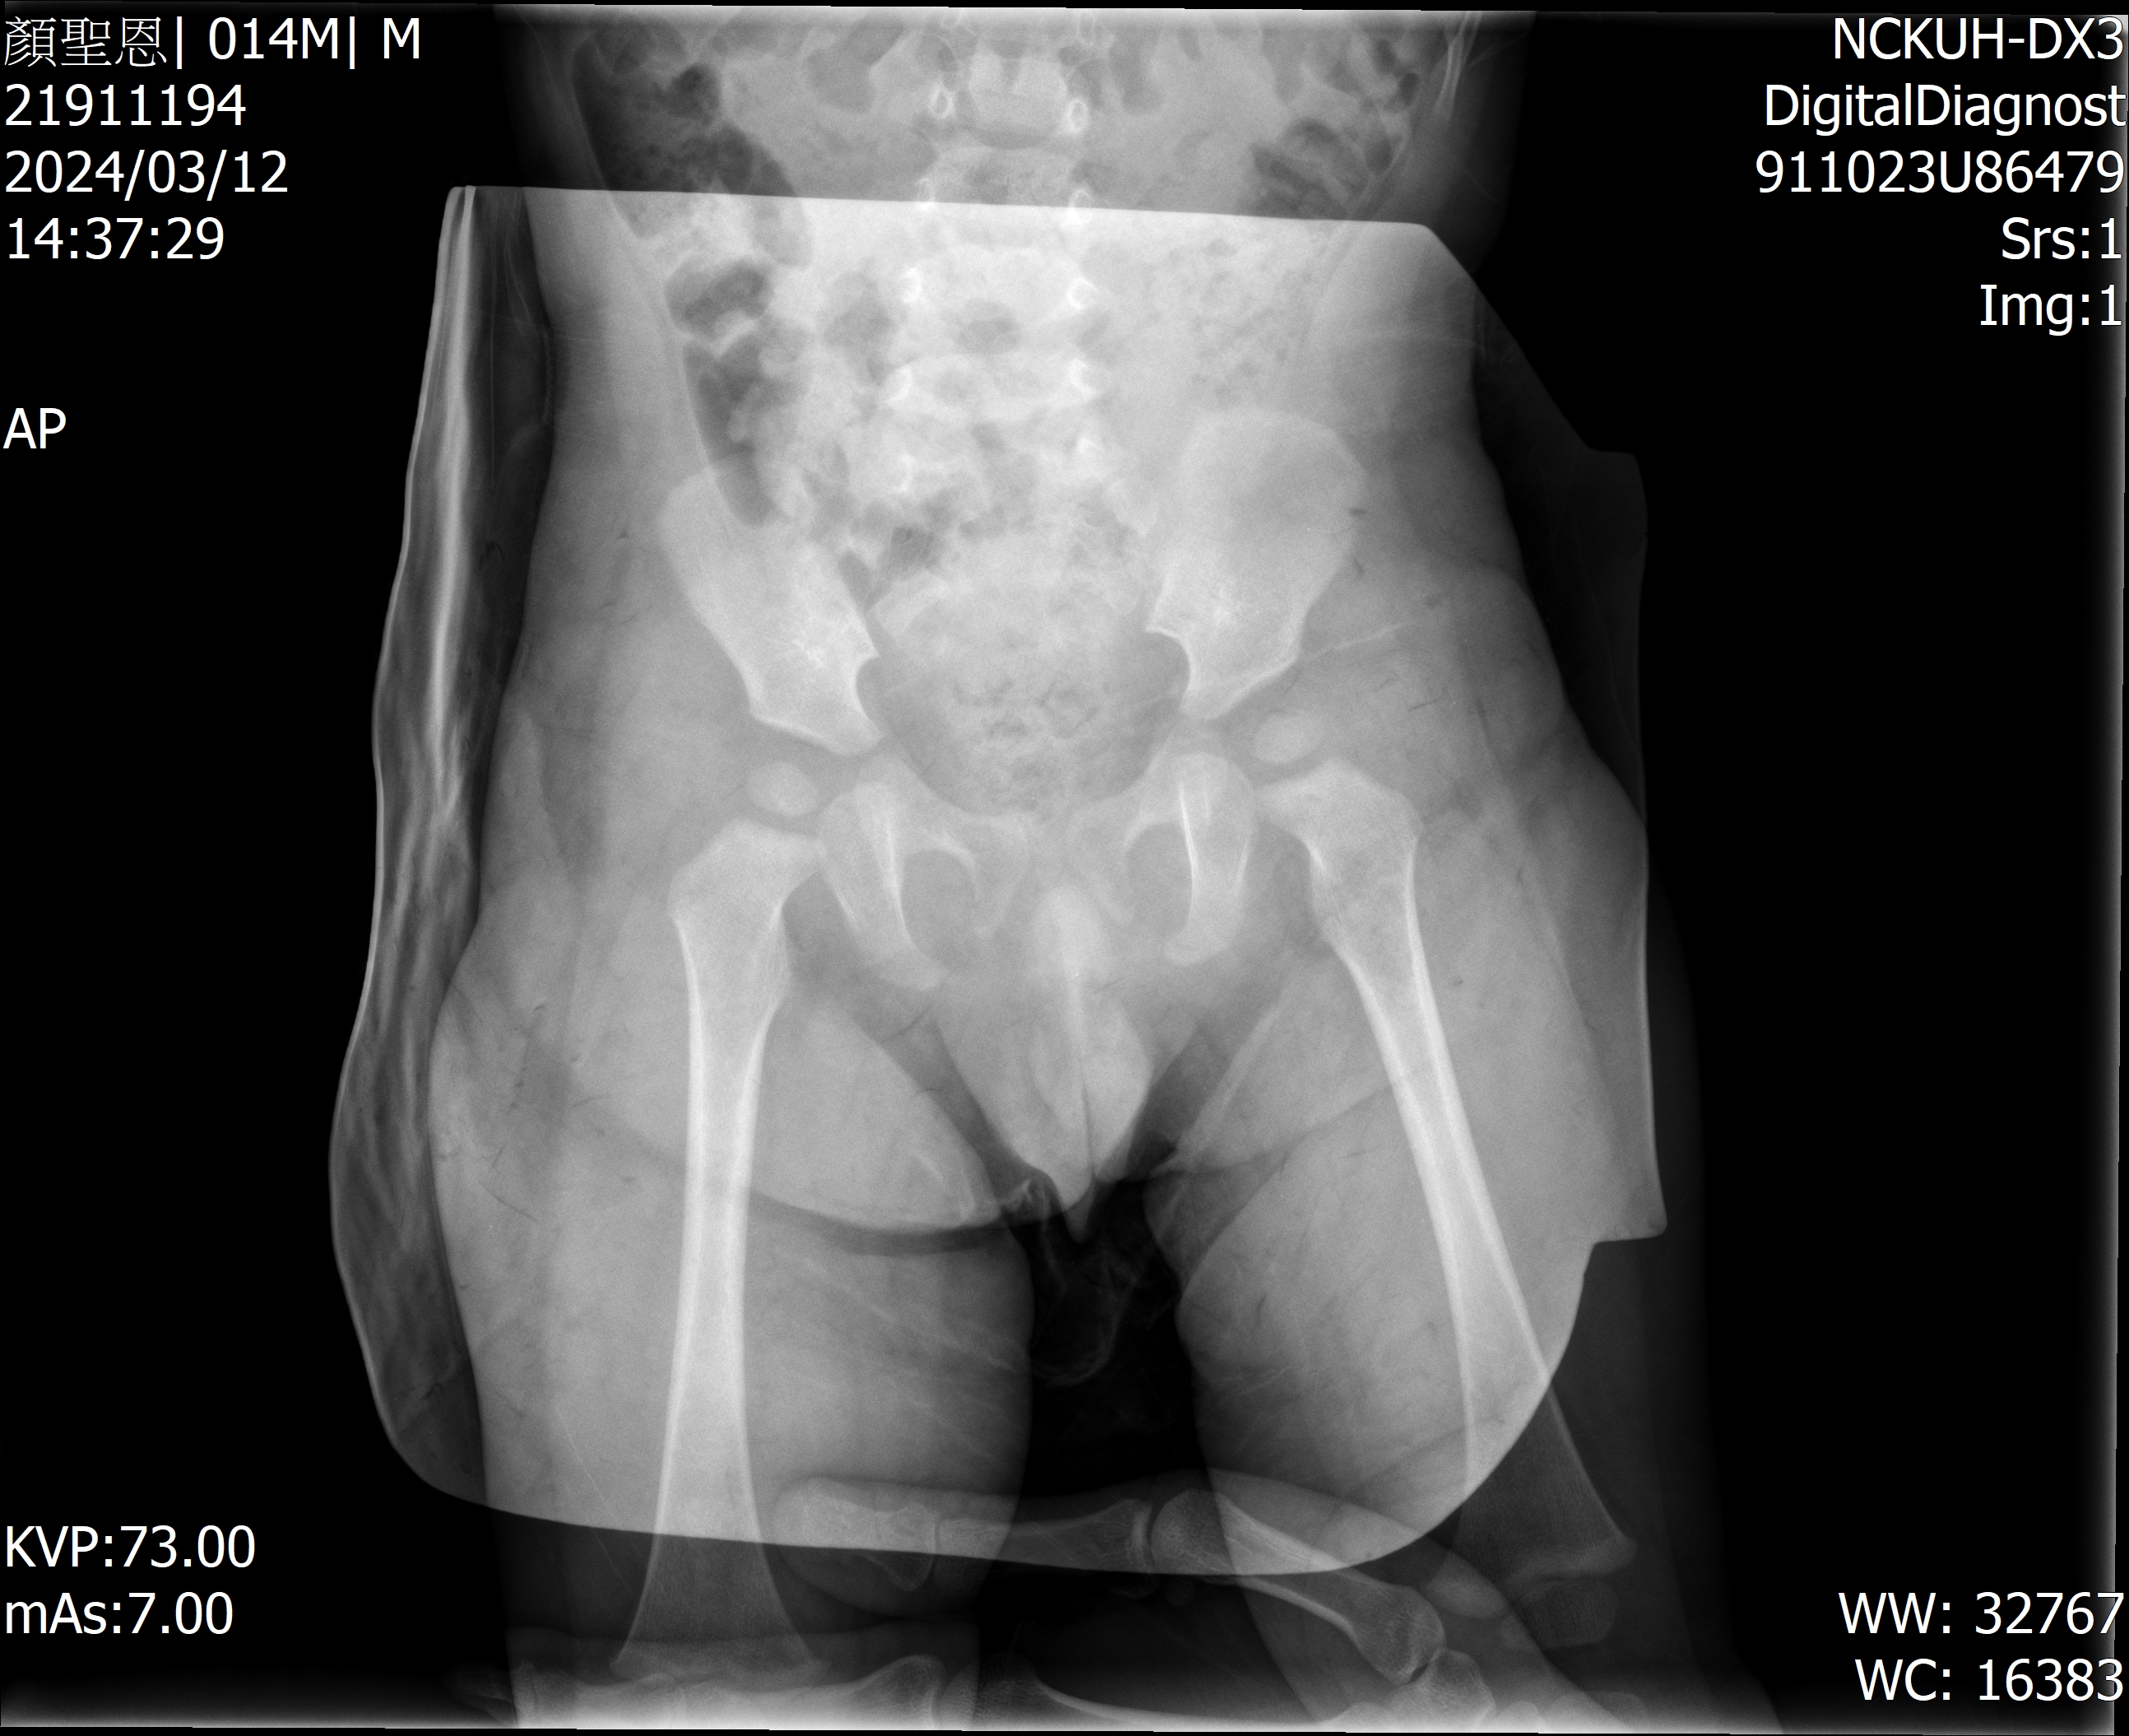 顏聖恩| 014M| M
21911194
2024/03/12
14:37:29
AP
NCKUH-DX3
DigitalDiagnost
911023U86479
Srs:1
Img:1
KVP:73.00
mAs:7.00
WW: 32767
WC: 16383